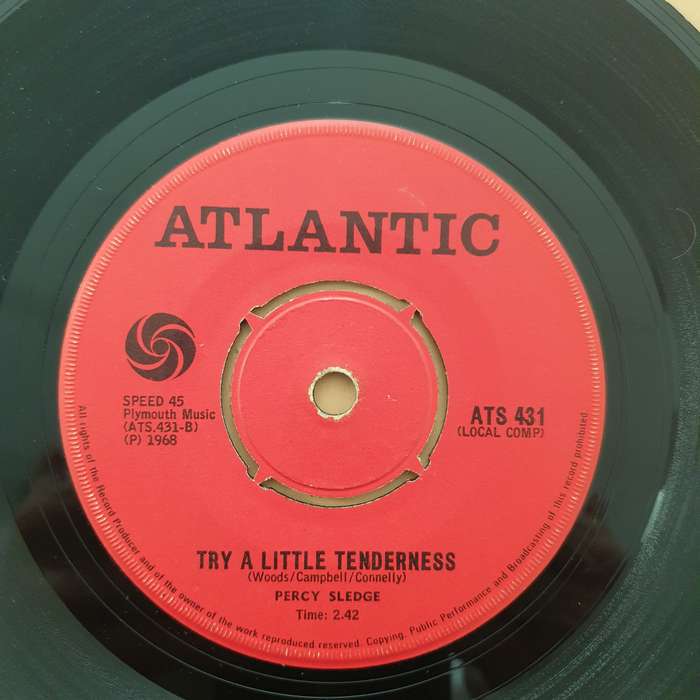 ATLANTIC
SPEED 45
Plymouth Music
(ATS.431-B)
(P) 1968
ATS 431
(LOCAL COMP)
TRY A LITTLE TENDERNESS
(Woods/Campbell/Connelly)
PERCY SLEDGE
Time: 2.42
All rights of the Record Producer and of the owner of the work reproduced reserved. Copying, Public Performance and Broadcasting of this record prohibited